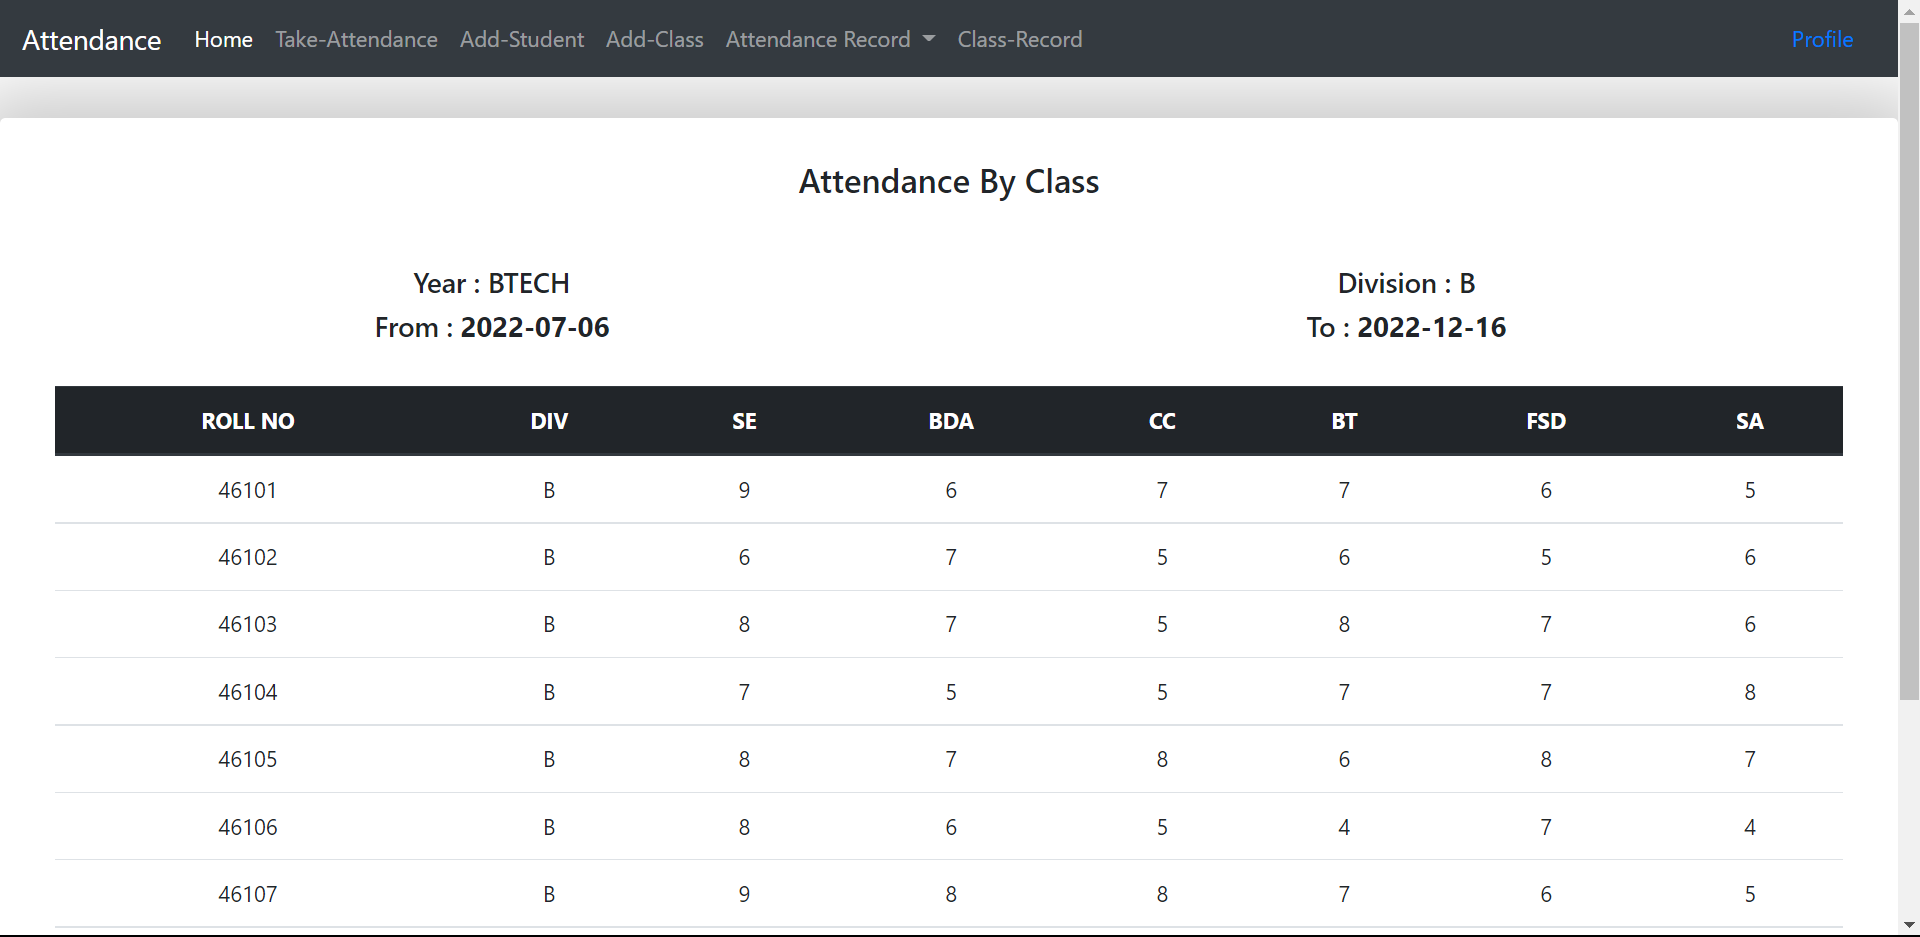 Attendance Home Take-Attendance Add-Student Add-Class Attendance Record Class-Record Profile
Attendance By Class
Year : BTECH Division : B
From : 2022-07-06 To : 2022-12-16
ROLL NO DIV SE BDA CC BT FSD SA
46101 B 9 6 7 7 6 5
46102 B 6 7 5 6 5 6
46103 B 8 7 5 8 7 6
46104 B 7 5 5 7 7 8
46105 B 8 7 8 6 8 7
46106 B 8 6 5 4 7 4
46107 B 9 8 8 7 6 5